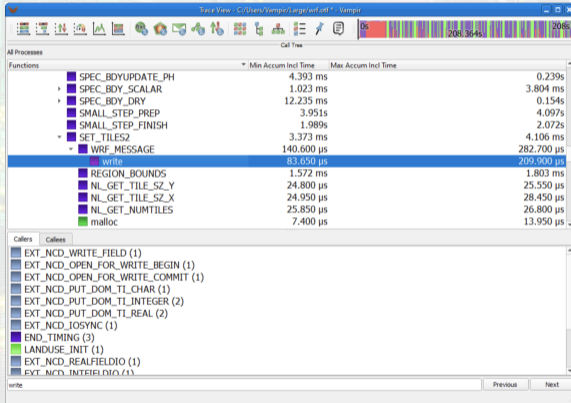 Trace View - C:/Users/Vampir/Large/wrf.otf * - Vampir
0s
208.364s
208s
Call Tree
All Processes
Functions Min Accum Incl Time Max Accum Incl Time
SPEC_BDYUPDATE_PH 4.393 ms 0.239s
SPEC_BDY_SCALAR 1.023 ms 3.804 ms
SPEC_BDY_DRY 12.235 ms 0.154s
SMALL_STEP_PREP 3.951s 4.097s
SMALL_STEP_FINISH 1.989s 2.072s
SET_TILES2 3.373 ms 4.106 ms
WRF_MESSAGE 140.600 µs 282.700 µs
write 83.650 µs 209.900 µs
REGION_BOUNDS 1.572 ms 1.803 ms
NL_GET_TILE_SZ_Y 24.800 µs 25.550 µs
NL_GET_TILE_SZ_X 24.950 µs 28.450 µs
NL_GET_NUMTILES 25.850 µs 26.800 µs
malloc 7.400 µs 13.950 µs
Callers Callees
EXT_NCD_WRITE_FIELD (1)
EXT_NCD_OPEN_FOR_WRITE_BEGIN (1)
EXT_NCD_OPEN_FOR_WRITE_COMMIT (1)
EXT_NCD_PUT_DOM_TI_CHAR (1)
EXT_NCD_PUT_DOM_TI_INTEGER (2)
EXT_NCD_PUT_DOM_TI_REAL (2)
EXT_NCD_IOSYNC (1)
END_TIMING (3)
LANDUSE_INIT (1)
EXT_NCD_REALFIELDIO (1)
EXT_NCD_INTFIELDIO (1)
write Previous Next